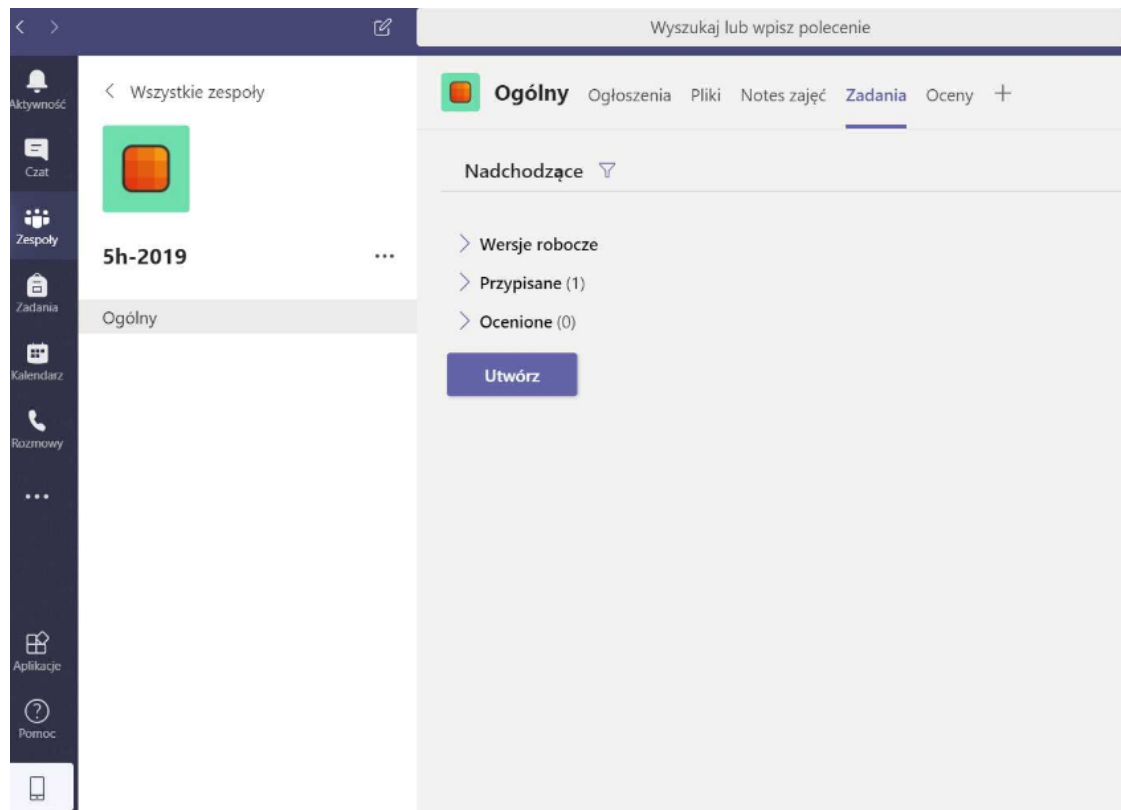 Wyszukaj lub wpisz polecenie
Aktywność
Czat
Zespoły
Zadania
Kalendarz
Rozmowy
Aplikacje
Pomoc
Wszystkie zespoły
5h-2019
Ogólny
Ogólny Ogłoszenia Pliki Notes zajęć Zadania Oceny
Nadchodzące
Wersje robocze
Przypisane (1)
Ocenione (0)
Utwórz